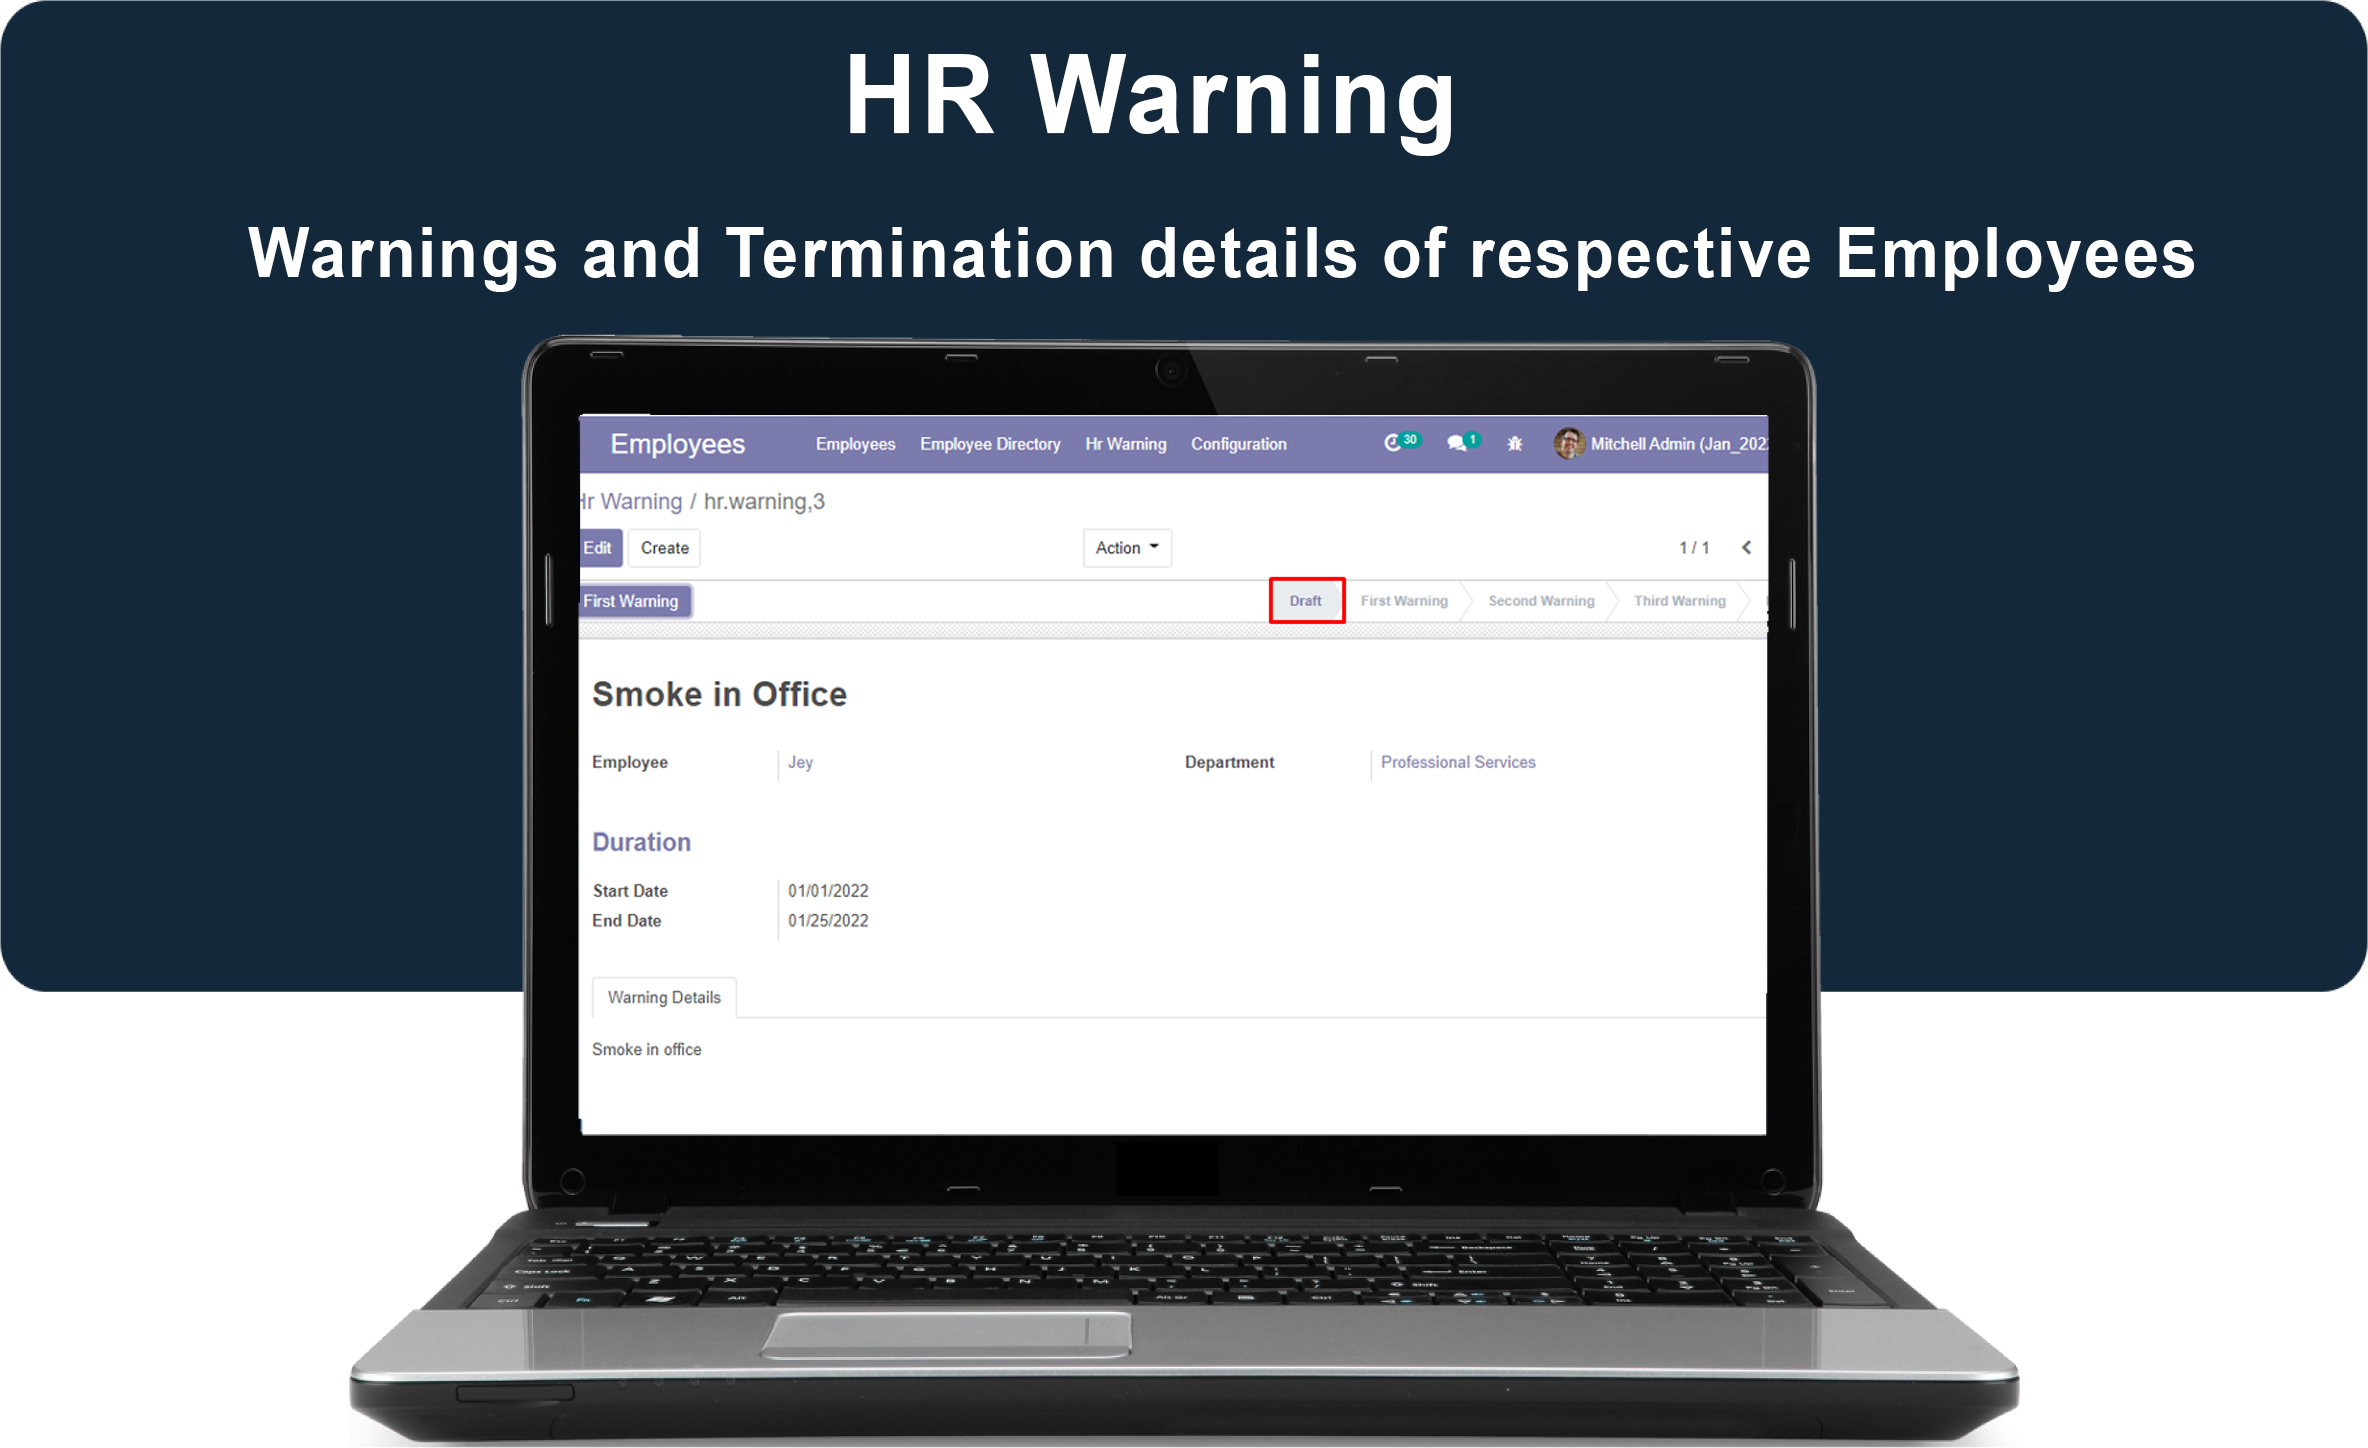 HR Warning
Warnings and Termination details of respective Employees
Employees Employees Employee Directory Hr Warning Configuration 30 1 Mitchell Admin (Jan_202
Hr Warning / hr.warning,3
Edit Create Action 1 / 1
First Warning Draft First Warning Second Warning Third Warning
Smoke in Office
Employee Jey Department Professional Services
Duration
Start Date 01/01/2022
End Date 01/25/2022
Warning Details
Smoke in office